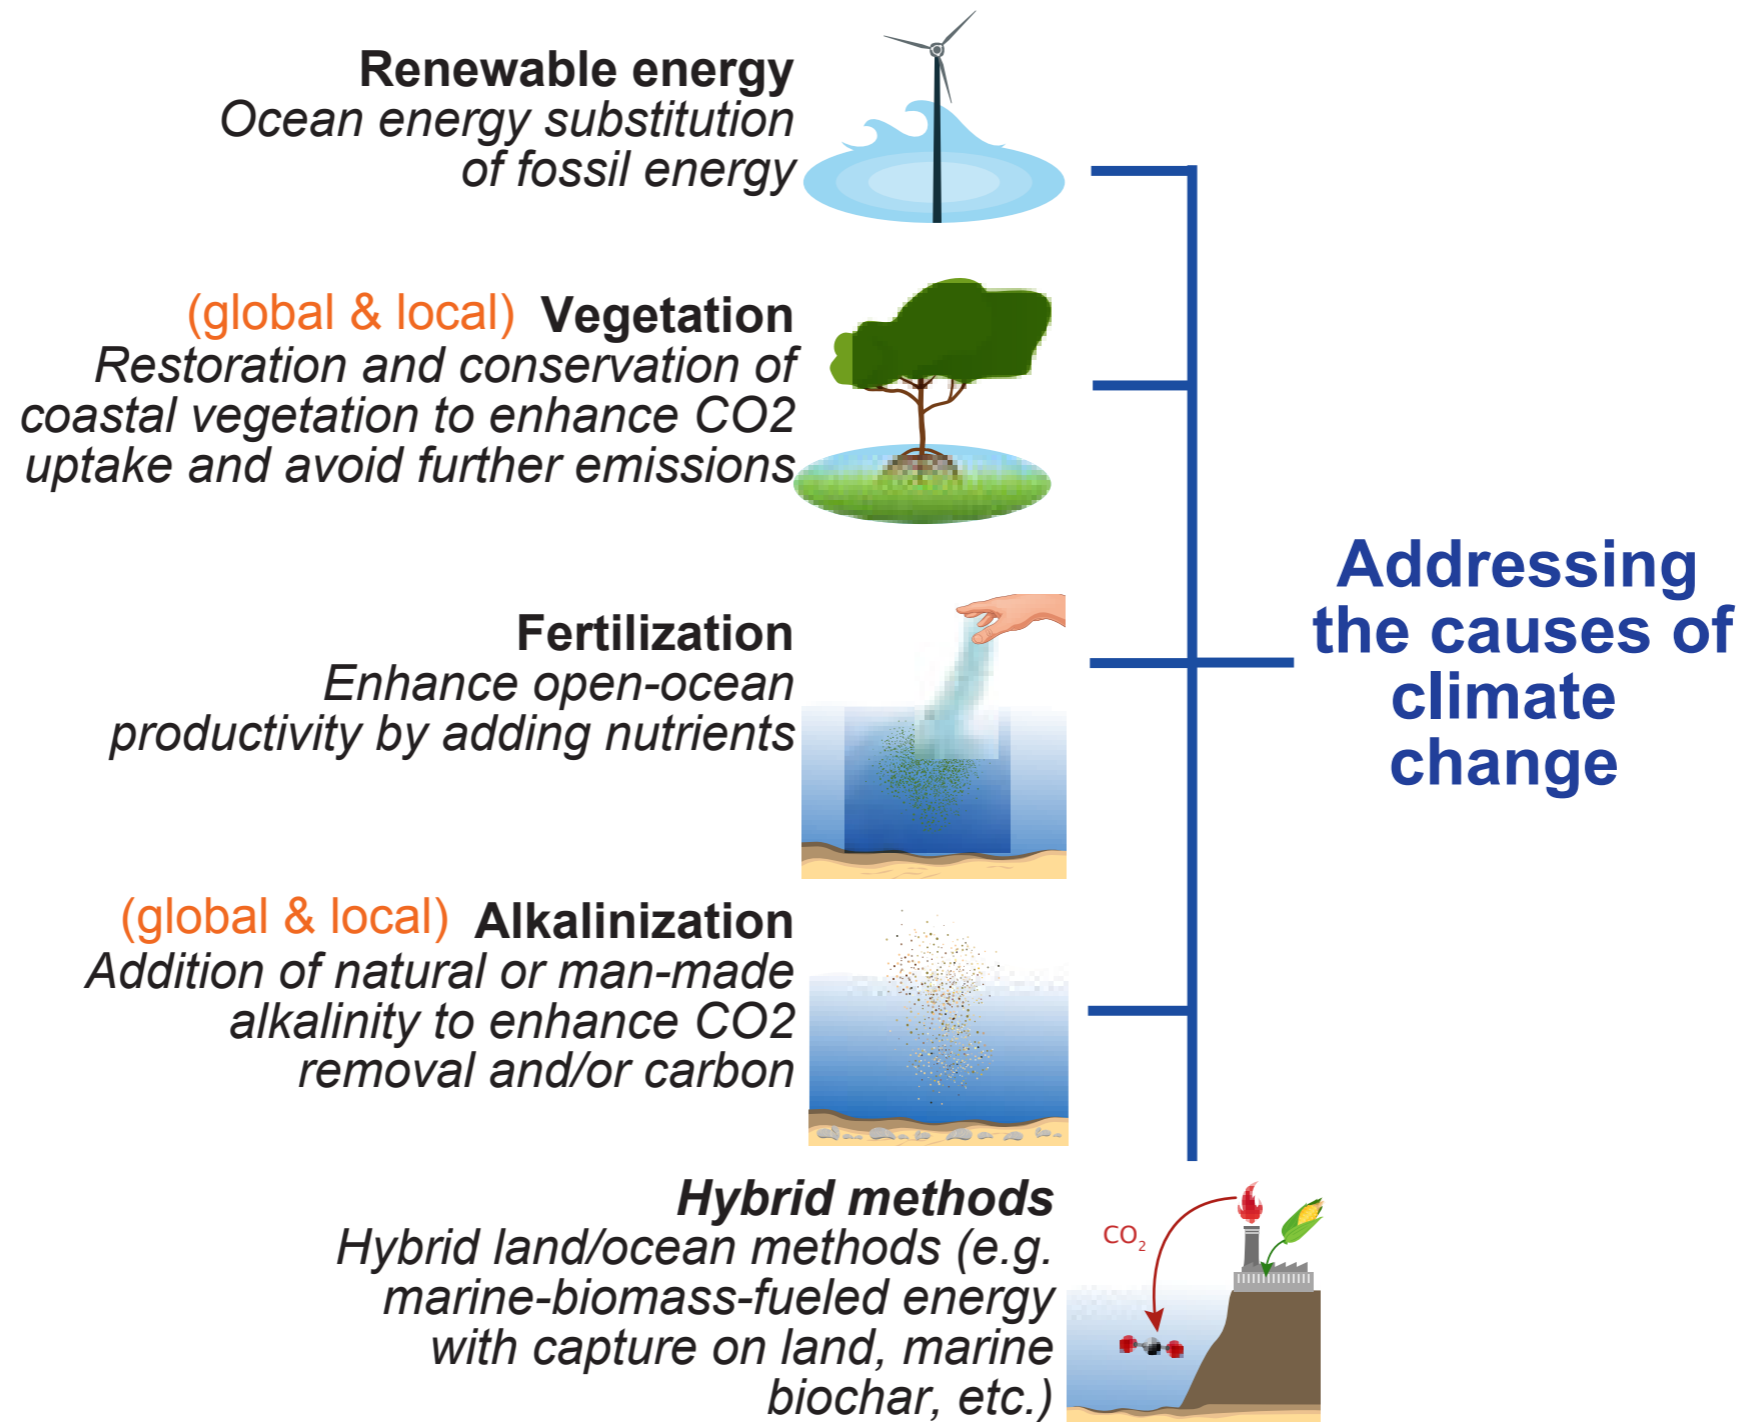 Renewable energy
Ocean energy substitution
of fossil energy
(global & local) Vegetation
Restoration and conservation of
coastal vegetation to enhance CO2
uptake and avoid further emissions
Fertilization
Enhance open-ocean
productivity by adding nutrients
Addressing
the causes of
climate
change
(global & local) Alkalinization
Addition of natural or man-made
alkalinity to enhance CO2
removal and/or carbon
Hybrid methods
Hybrid land/ocean methods (e.g.
marine-biomass-fueled energy
with capture on land, marine
biochar, etc.)
CO₂